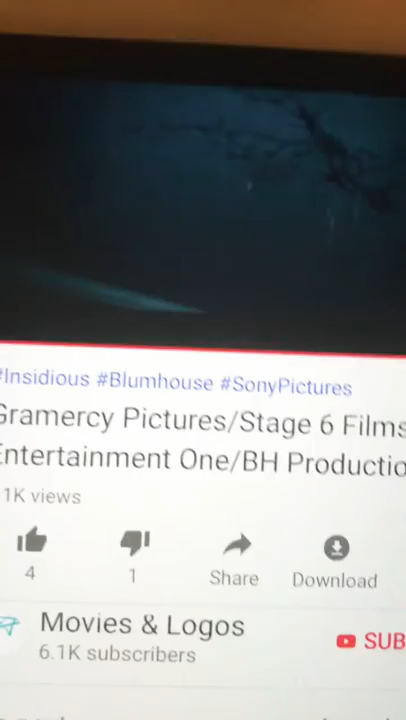 #Insidious #Blumhouse #SonyPictures
Gramercy Pictures/Stage 6 Films
Entertainment One/BH Productio
1K views
4
1
Share
Download
Movies & Logos
6.1K subscribers
SUB